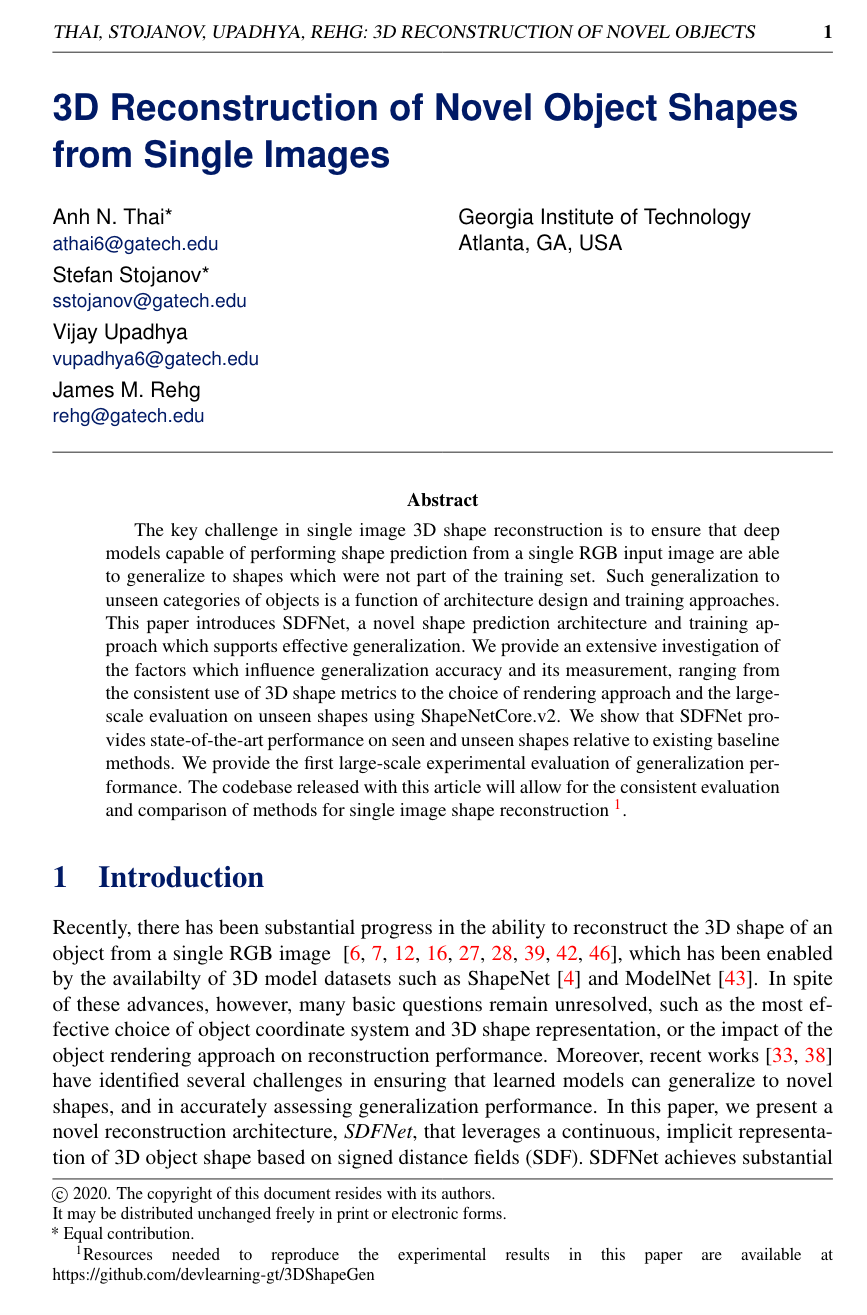 THAI, STOJANOV, UPADHYA, REHG: 3D RECONSTRUCTION OF NOVEL OBJECTS 1
3D Reconstruction of Novel Object Shapes
from Single Images
Anh N. Thai*
athai6@gatech.edu
Stefan Stojanov*
sstojanov@gatech.edu
Vijay Upadhya
vupadhya6@gatech.edu
James M. Rehg
rehg@gatech.edu
Georgia Institute of Technology
Atlanta, GA, USA
Abstract
The key challenge in single image 3D shape reconstruction is to ensure that deep
models capable of performing shape prediction from a single RGB input image are able
to generalize to shapes which were not part of the training set. Such generalization to
unseen categories of objects is a function of architecture design and training approaches.
This paper introduces SDFNet, a novel shape prediction architecture and training ap-
proach which supports effective generalization. We provide an extensive investigation of
the factors which influence generalization accuracy and its measurement, ranging from
the consistent use of 3D shape metrics to the choice of rendering approach and the large-
scale evaluation on unseen shapes using ShapeNetCore.v2. We show that SDFNet pro-
vides state-of-the-art performance on seen and unseen shapes relative to existing baseline
methods. We provide the first large-scale experimental evaluation of generalization per-
formance. The codebase released with this article will allow for the consistent evaluation
and comparison of methods for single image shape reconstruction 1.
1 Introduction
Recently, there has been substantial progress in the ability to reconstruct the 3D shape of an
object from a single RGB image [6, 7, 12, 16, 27, 28, 39, 42, 46], which has been enabled
by the availabilty of 3D model datasets such as ShapeNet [4] and ModelNet [43]. In spite
of these advances, however, many basic questions remain unresolved, such as the most ef-
fective choice of object coordinate system and 3D shape representation, or the impact of the
object rendering approach on reconstruction performance. Moreover, recent works [33, 38]
have identified several challenges in ensuring that learned models can generalize to novel
shapes, and in accurately assessing generalization performance. In this paper, we present a
novel reconstruction architecture, SDFNet, that leverages a continuous, implicit representa-
tion of 3D object shape based on signed distance fields (SDF). SDFNet achieves substantial
© 2020. The copyright of this document resides with its authors.
It may be distributed unchanged freely in print or electronic forms.
* Equal contribution.
1Resources needed to reproduce the experimental results in this paper are available at
https://github.com/devlearning-gt/3DShapeGen